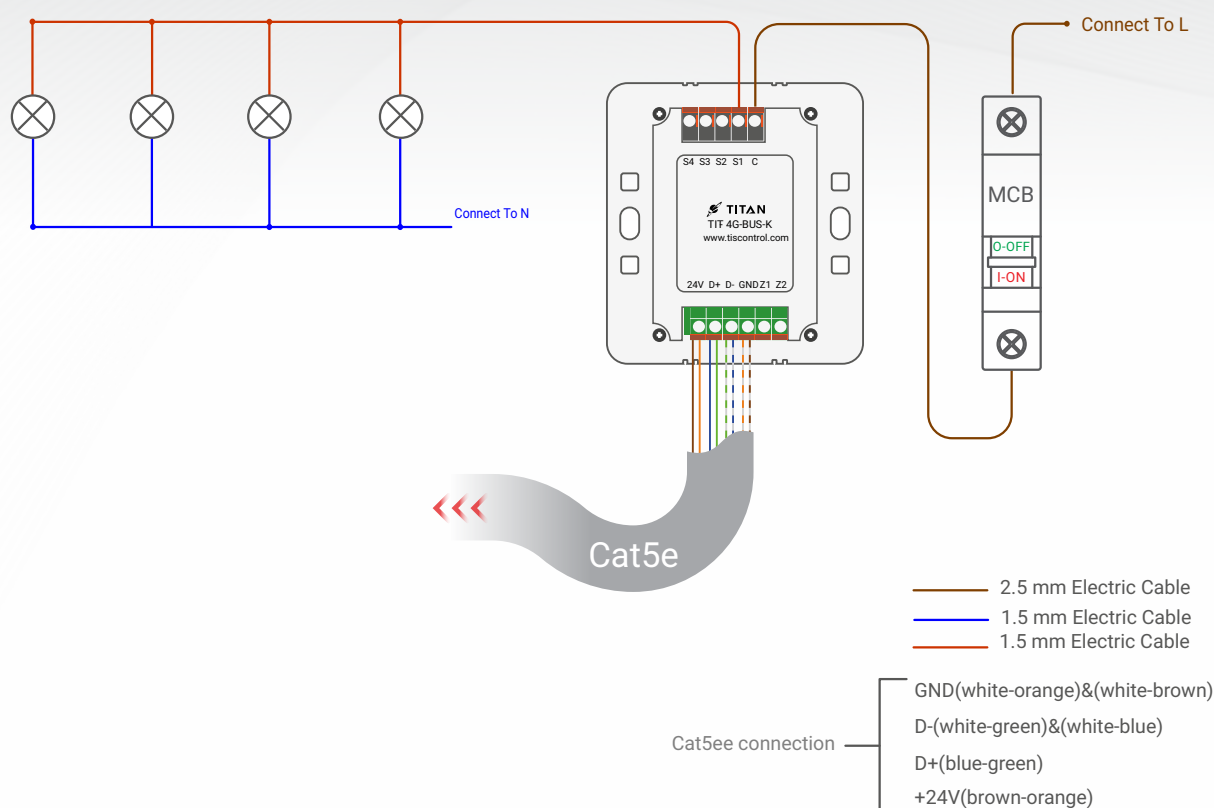 Connect To L
Connect To N
S4 S3 S2 S1 C
TITAN
TIT 4G-BUS-K
www.tiscontrol.com
24V D+ D- GND Z1 Z2
MCB
O-OFF
I-ON
Cat5e
2.5 mm Electric Cable
1.5 mm Electric Cable
1.5 mm Electric Cable
GND(white-orange)&(white-brown)
D-(white-green)&(white-blue)
Cat5ee connection
D+(blue-green)
+24V(brown-orange)